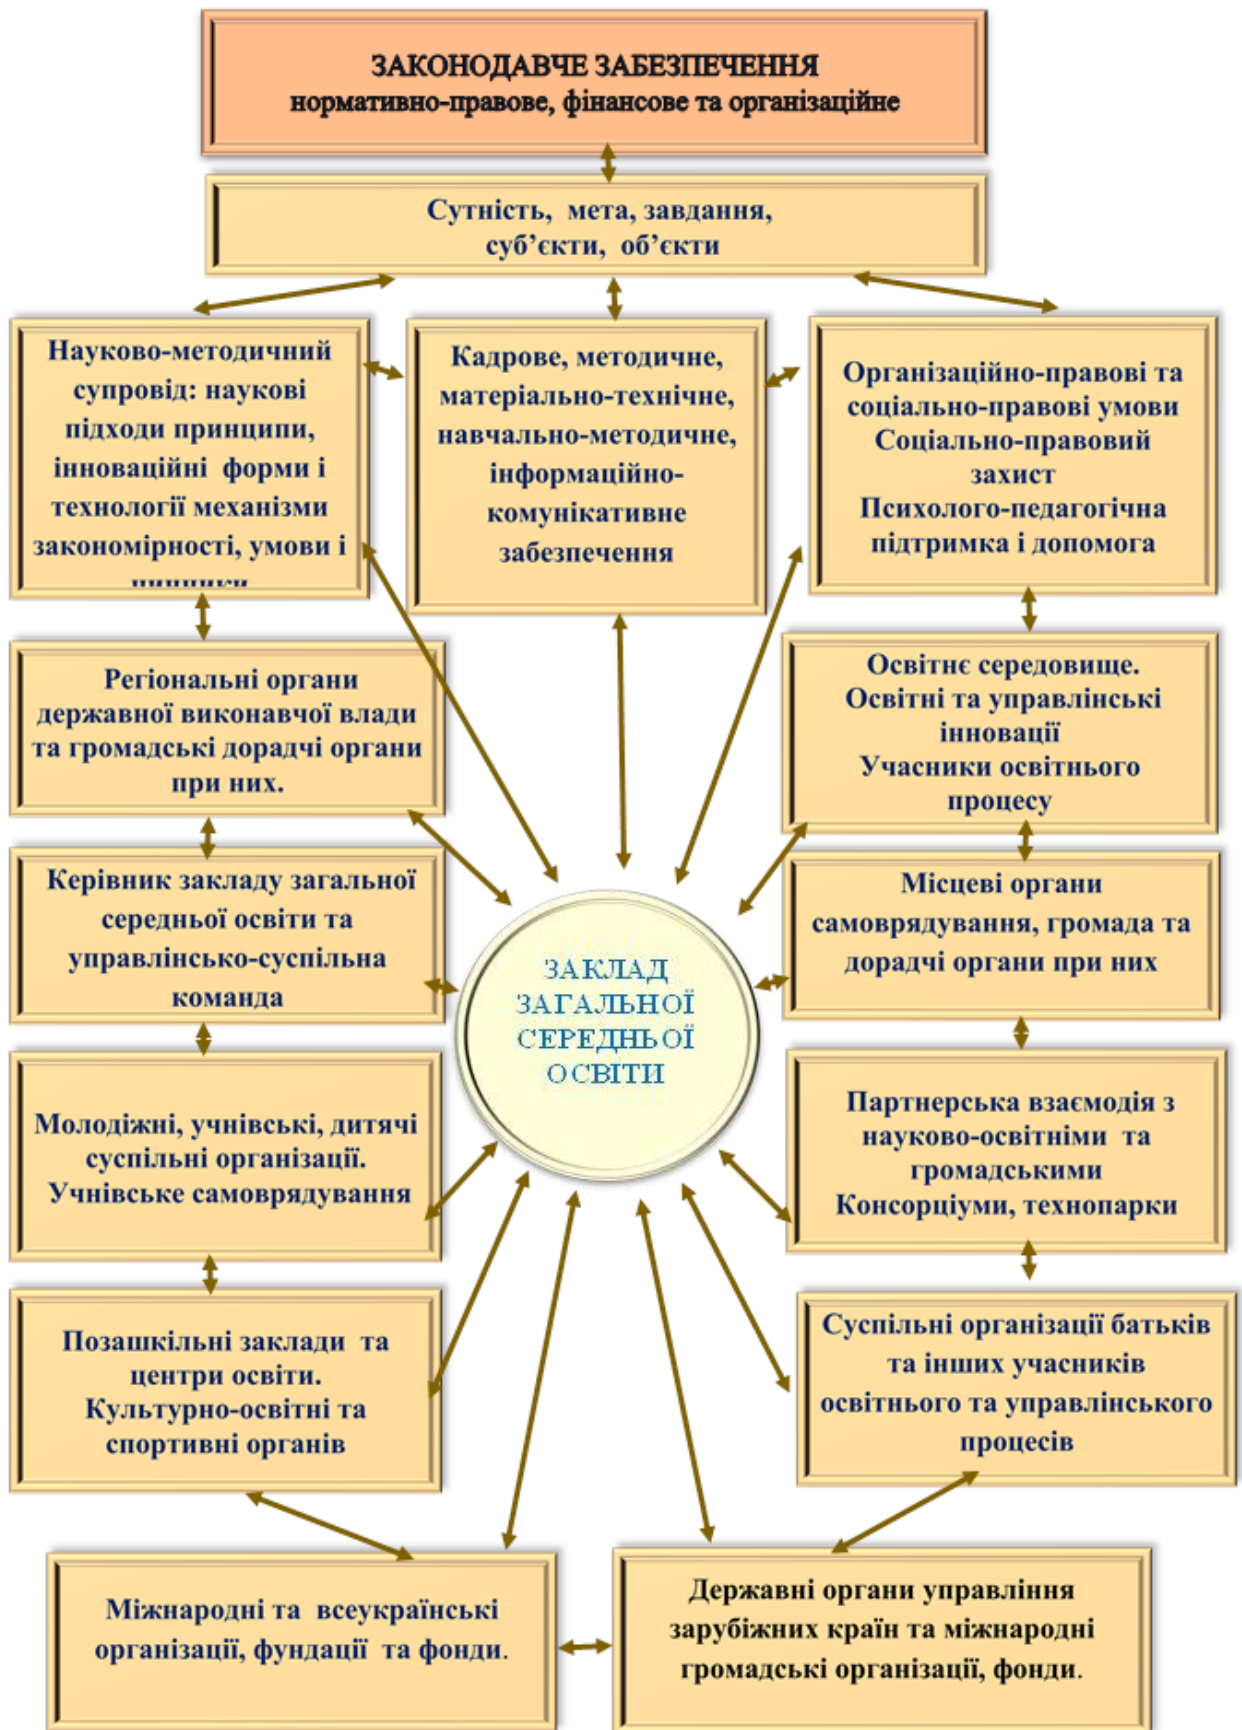 ЗАКОНОДАВЧЕ ЗАБЕЗПЕЧЕННЯ
нормативно-правове, фінансове та організаційне
Сутність, мета, завдання,
суб’єкти, об’єкти
Науково-методичний
супровід: наукові
підходи принципи,
інноваційні форми і
технології механізми
закономірності, умови і
Кадрове, методичне,
матеріально-технічне,
навчально-методичне,
інформаційно-
комунікативне
забезпечення
Організаційно-правові та
соціально-правові умови
Соціально-правовий
захист
Психолого-педагогічна
підтримка і допомога
Регіональні органи
державної виконавчої влади
та громадські дорадчі органи
при них.
Освітнє середовище.
Освітні та управлінські
інновації
Учасники освітнього
процесу
Керівник закладу загальної
середньої освіти та
управлінсько-суспільна
команда
ЗАКЛАД
ЗАГАЛЬНОЇ
СЕРЕДНЬОЇ
ОСВІТИ
Місцеві органи
самоврядування, громада та
дорадчі органи при них
Молодіжні, учнівські, дитячі
суспільні організації.
Учнівське самоврядування
Партнерська взаємодія з
науково-освітніми та
громадськими
Консорціуми, технопарки
Позашкільні заклади та
центри освіти.
Культурно-освітні та
спортивні органів
Суспільні організації батьків
та інших учасників
освітнього та управлінського
процесів
Міжнародні та всеукраїнські
організації, фундації та фонди.
Державні органи управління
зарубіжних країн та міжнародні
громадські організації, фонди.